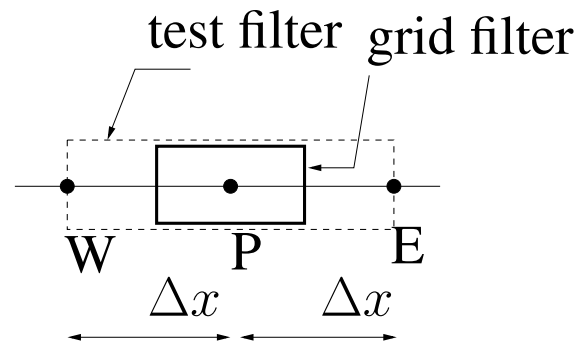 test filter
grid filter
W
P
E
Δx
Δx